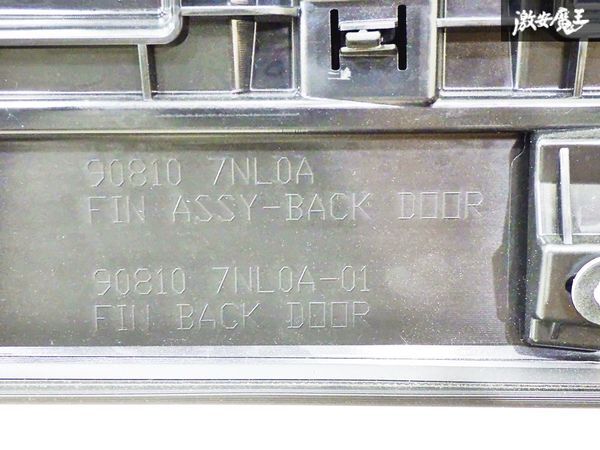 激安魔王
90810 7NL0A
FIN ASSY-BACK DOOR
90810 7NL0A-01
FIN BACK DOOR